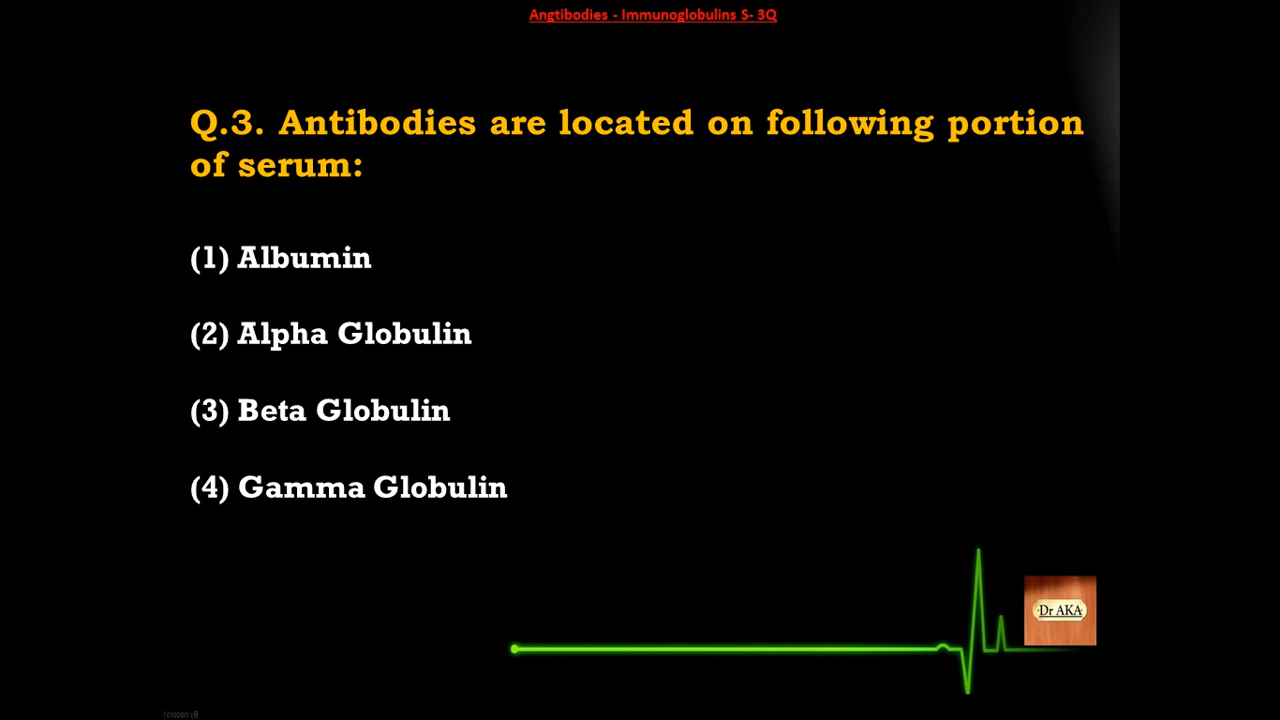 Angtibodies - Immunoglobulins S- 3Q
Q.3. Antibodies are located on following portion
of serum:
(1) Albumin
(2) Alpha Globulin
(3) Beta Globulin
(4) Gamma Globulin
Dr AKA